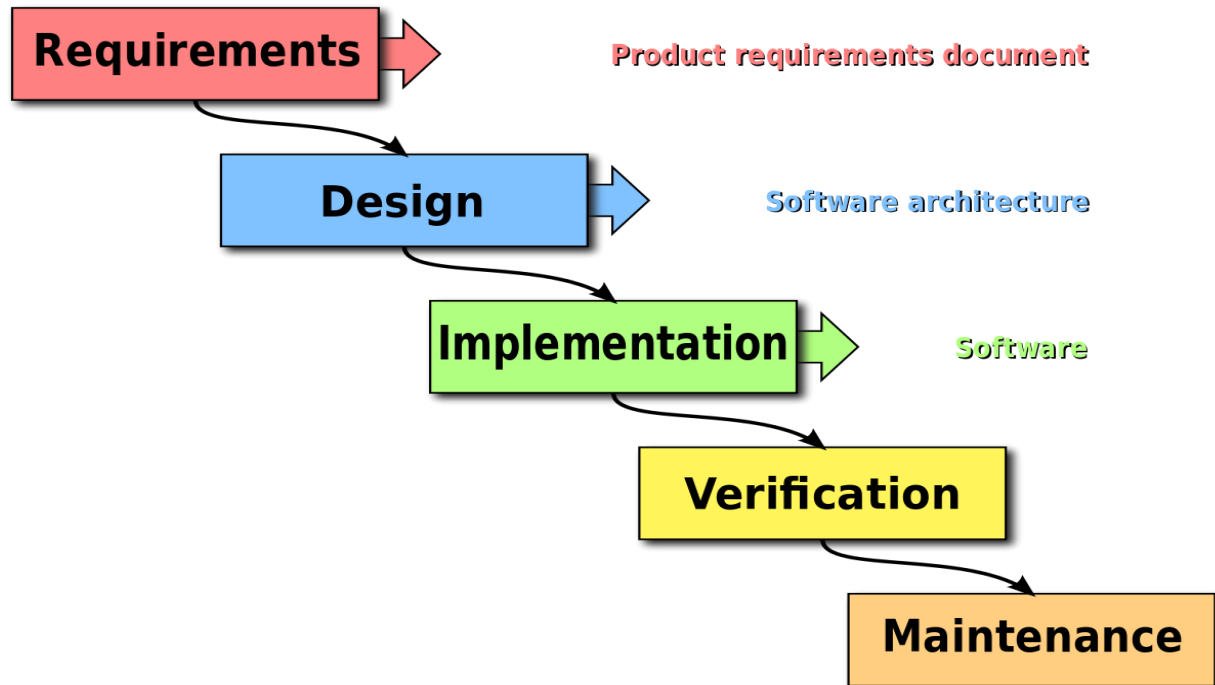 Requirements
Product requirements document
Design
Software architecture
Implementation
Software
Verification
Maintenance